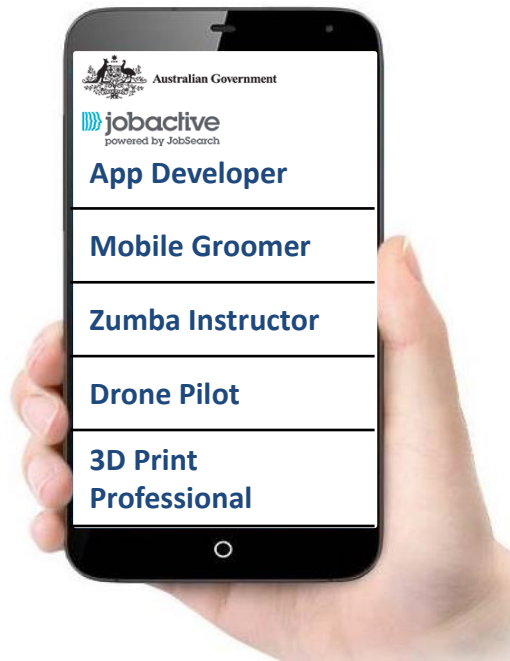 Australian Government
jobactive
powered by JobSearch
App Developer
Mobile Groomer
Zumba Instructor
Drone Pilot
3D Print
Professional